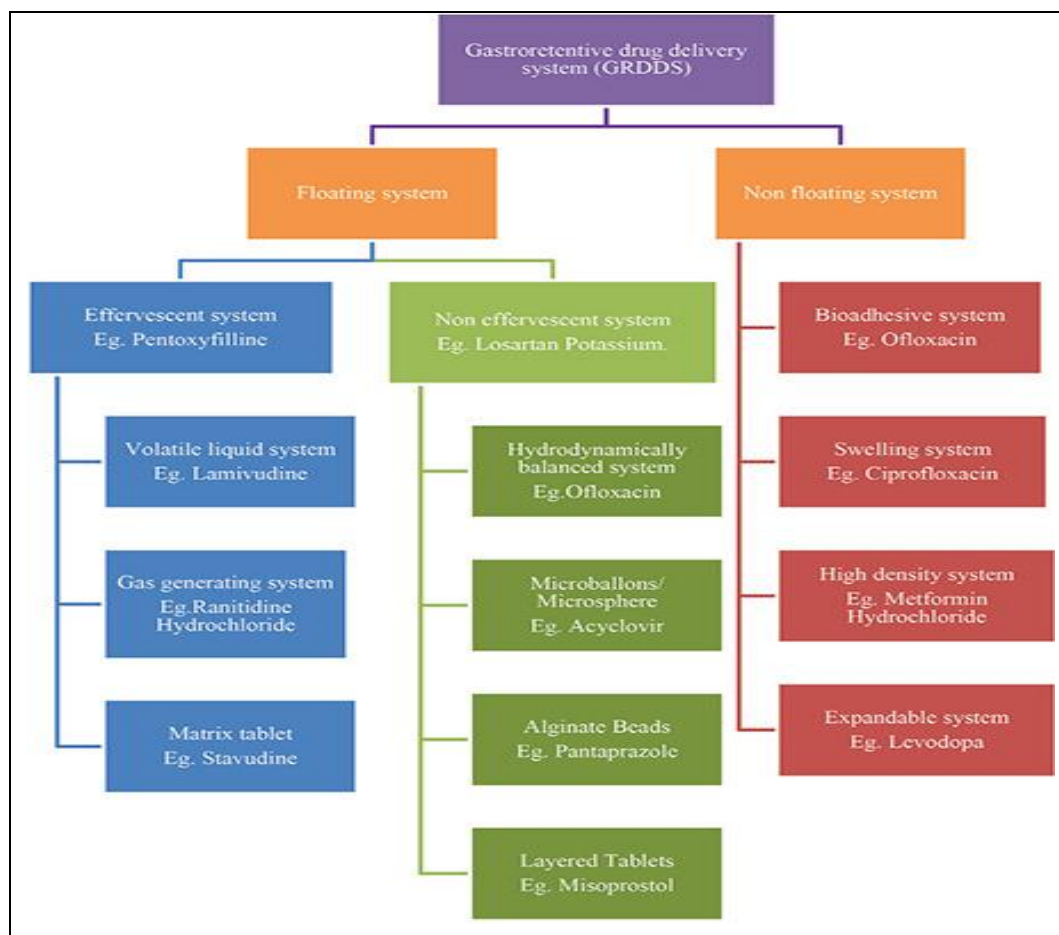 Gastroretentive drug delivery
system (GRDDS)
Floating system
Non floating system
Effervescent system
Eg. Pentoxyfilline
Non effervescent system
Eg. Losartan Potassium.
Bioadhesive system
Eg. Ofloxacin
Volatile liquid system
Eg. Lamivudine
Hydrodynamically
balanced system
Eg.Ofloxacin
Swelling system
Eg. Ciprofloxacin
Gas generating system
Eg.Ranitidine
Hydrochloride
Microballons/
Microsphere
Eg. Acyclovir
High density system
Eg. Metformin
Hydrochloride
Matrix tablet
Eg. Stavudine
Alginate Beads
Eg. Pantaprazole
Expandable system
Eg. Levodopa
Layered Tablets
Eg. Misoprostol